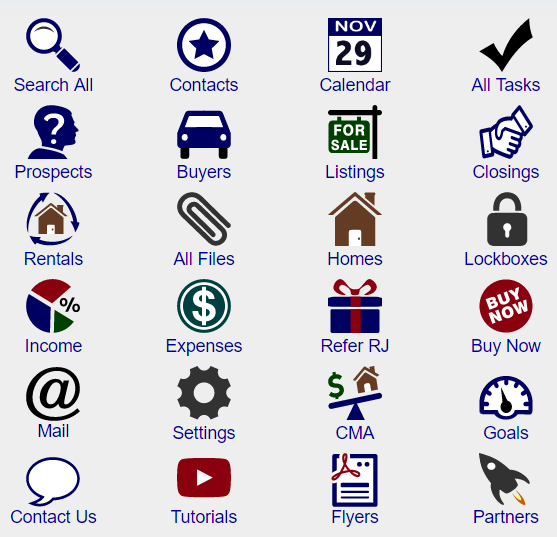 NOV
29
Search All
Contacts
Calendar
All Tasks
?
FOR
SALE
Prospects
Buyers
Listings
Closings
Rentals
All Files
Homes
Lockboxes
%
$
BUY
NOW
Income
Expenses
Refer RJ
Buy Now
@
$
Mail
Settings
CMA
Goals
Contact Us
Tutorials
Flyers
Partners